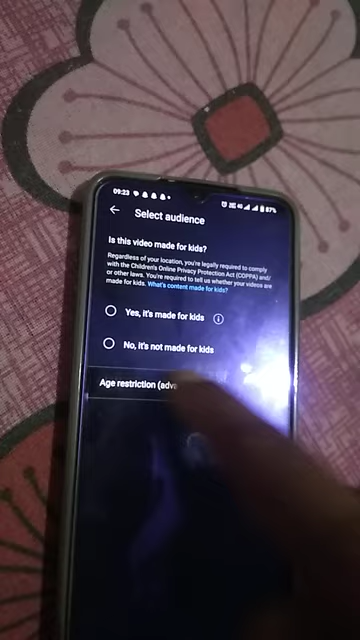 09:23 87%
Select audience
Is this video made for kids?
Regardless of your location, you're legally required to comply
with the Children's Online Privacy Protection Act (COPPA) and/
or other laws. You're required to tell us whether your videos are
made for kids. What's content made for kids?
Yes, it's made for kids
No, it's not made for kids
Age restriction